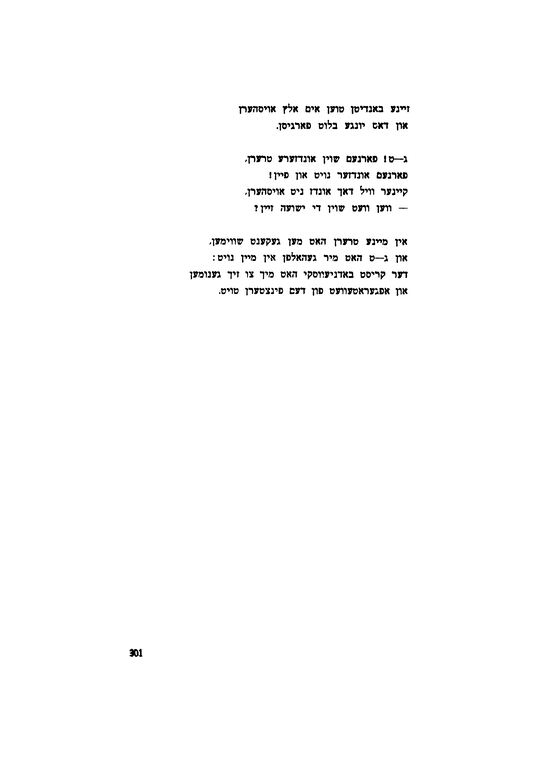 זיינע באנדיטן טוען אים אלץ אויסהערן
און דאס יונגע בלוט פארגיסן.
ג—ט! פארנעם שוין אונדזערע טרערן,
פארנעם אונדזער נויט און פיין!
קיינער וויל דאך אונדז ניט אויסהערן,
— ווען וועט שוין די ישועה זיין?
אין מיינע טרערן האט מען געקענט שווימען,
און ג—ט האט מיר געהאלפן אין מיין נויט:
דער קריסט באדניעווסקי האט מיך צו זיך גענומען
און אפגעראטעוועט פון דעם פינצטערן טויט.
301